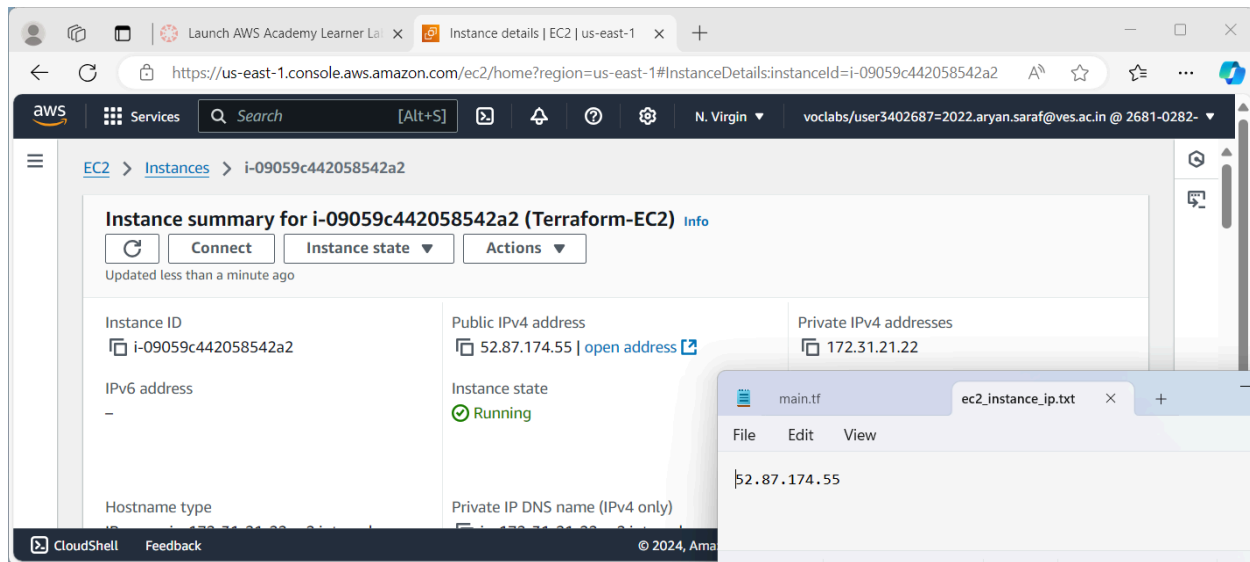 Launch AWS Academy Learner La
Instance details | EC2 | us-east-1
https://us-east-1.console.aws.amazon.com/ec2/home?region=us-east-1#InstanceDetails:instanceId=i-09059c442058542a2
aws Services Search [Alt+S] N. Virgin voclabs/user3402687=2022.aryan.saraf@ves.ac.in @ 2681-0282-
EC2 > Instances > i-09059c442058542a2
Instance summary for i-09059c442058542a2 (Terraform-EC2) Info
Connect Instance state Actions
Updated less than a minute ago
Instance ID
i-09059c442058542a2
Public IPv4 address
52.87.174.55 | open address
Private IPv4 addresses
172.31.21.22
IPv6 address
–
Instance state
Running
Hostname type
Private IP DNS name (IPv4 only)
main.tf
ec2_instance_ip.txt
File Edit View
52.87.174.55
CloudShell Feedback © 2024, Ama